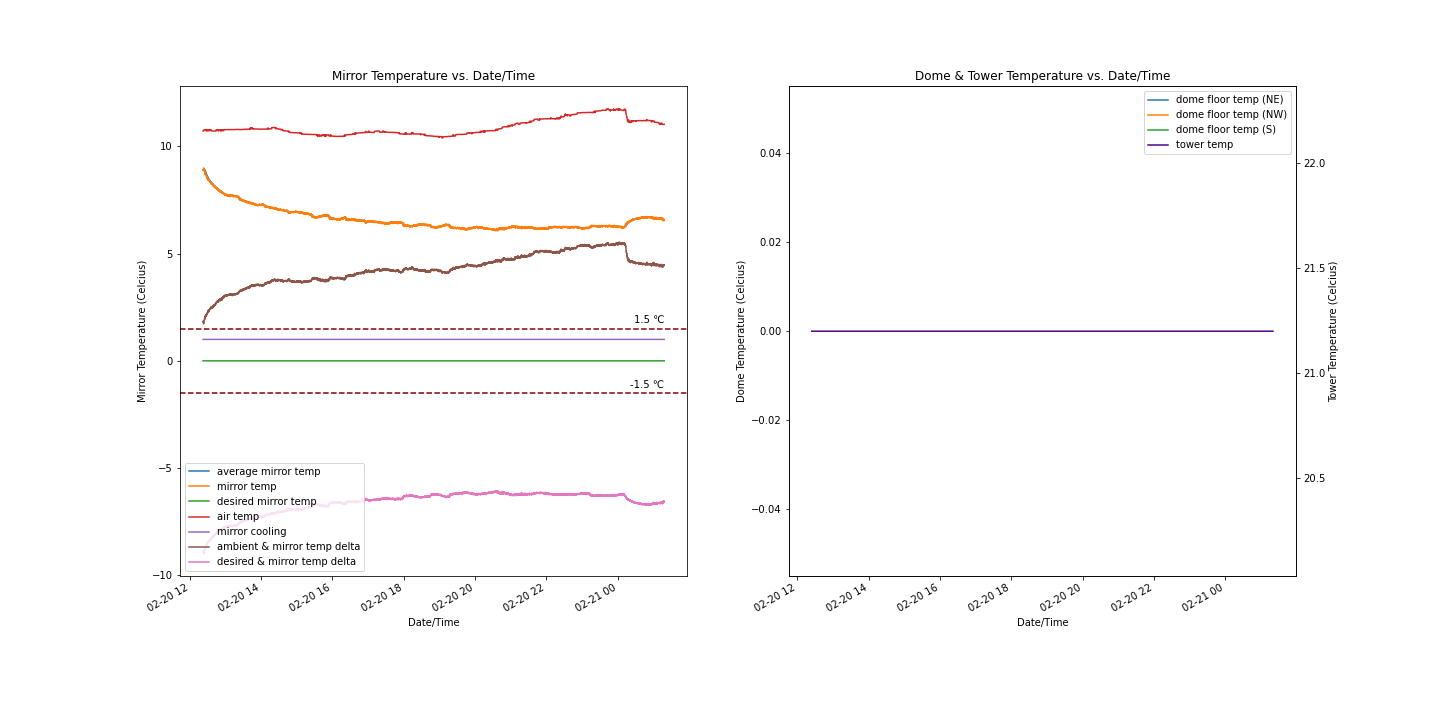 Mirror Temperature vs. Date/Time
Mirror Temperature (Celcius)
10
5
0
−5
−10
1.5 °C
-1.5 °C
average mirror temp
mirror temp
desired mirror temp
air temp
mirror cooling
ambient & mirror temp delta
desired & mirror temp delta
02-20 12
02-20 14
02-20 16
02-20 18
02-20 20
02-20 22
02-21 00
Date/Time
Dome & Tower Temperature vs. Date/Time
Dome Temperature (Celcius)
0.04
0.02
0.00
−0.02
−0.04
dome floor temp (NE)
dome floor temp (NW)
dome floor temp (S)
tower temp
22.0
21.5
21.0
20.5
Tower Temperature (Celcius)
02-20 12
02-20 14
02-20 16
02-20 18
02-20 20
02-20 22
02-21 00
Date/Time